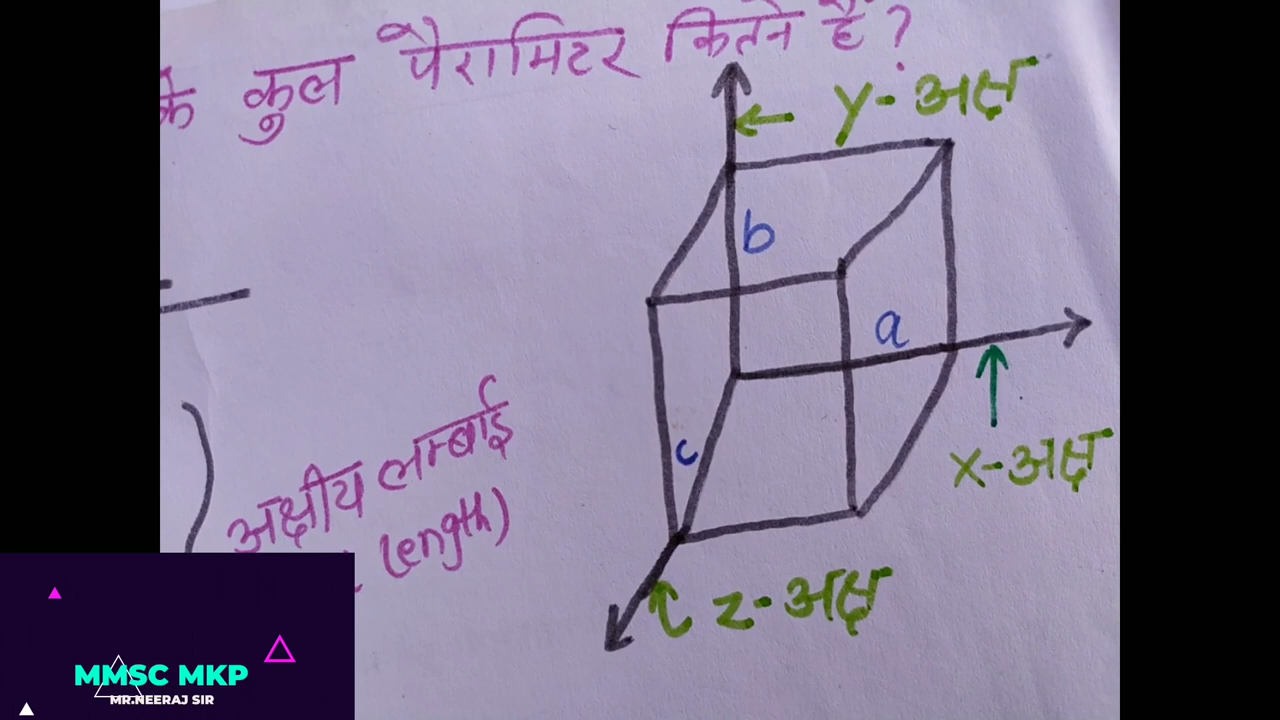 के कुल पैरामिटर कितने हैं?
y-अक्ष
b
a
x-अक्ष
c
अक्षीय लम्बाई
Length)
z-अक्ष
MMSC MKP
MR.NEERAJ SIR